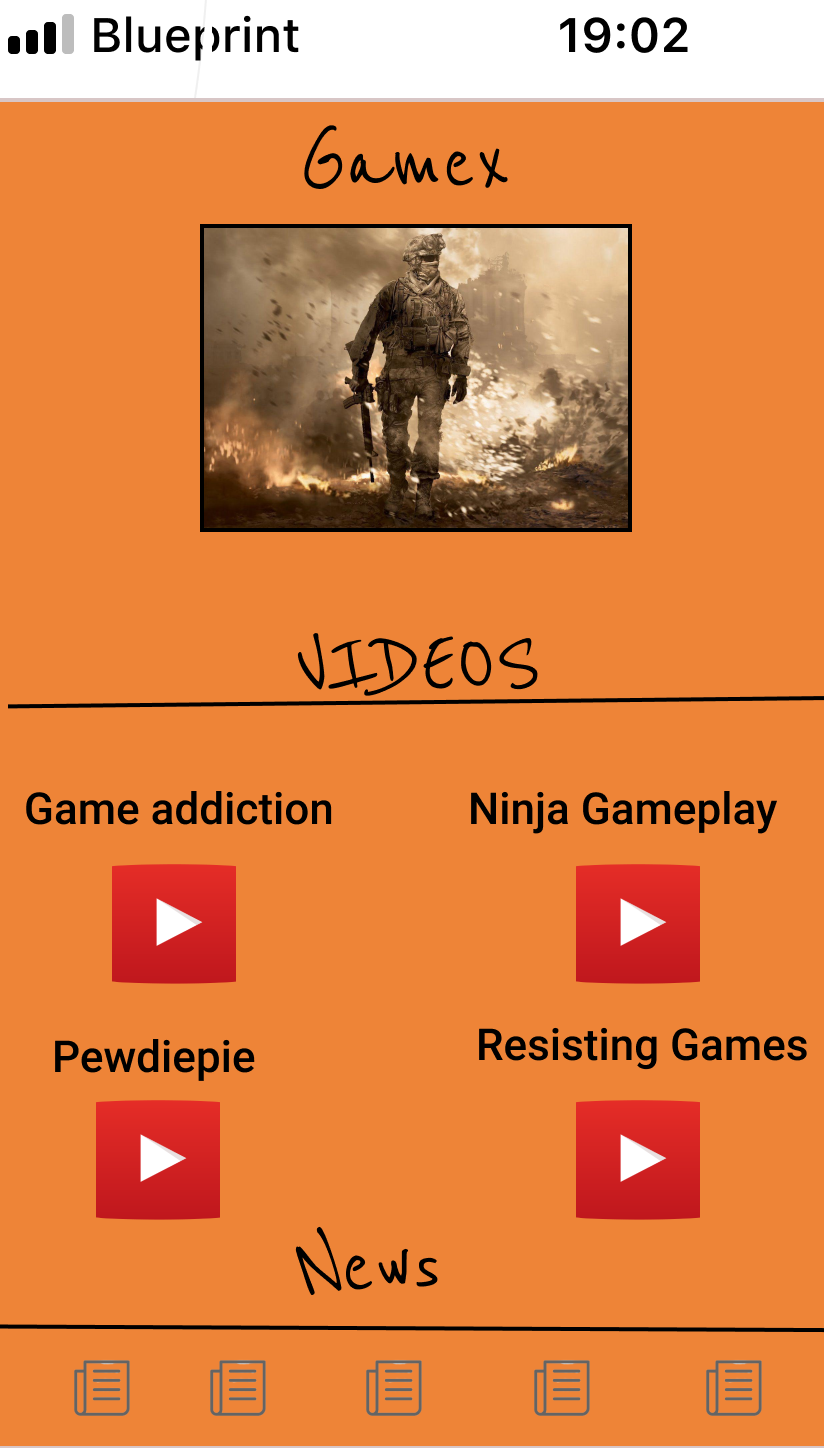 Blueprint 19:02
Gamex
VIDEOS
Game addiction Ninja Gameplay
Pewdiepie Resisting Games
News